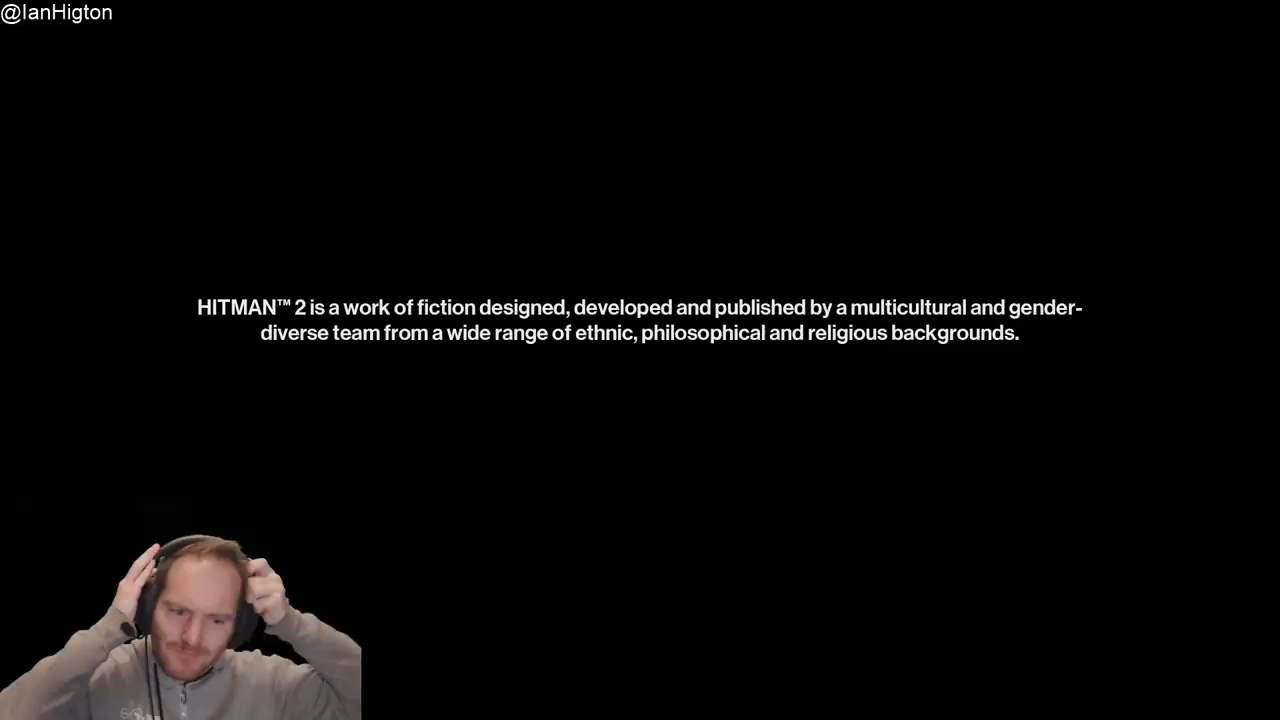 @IanHigton
HITMAN™ 2 is a work of fiction designed, developed and published by a multicultural and gender-
diverse team from a wide range of ethnic, philosophical and religious backgrounds.